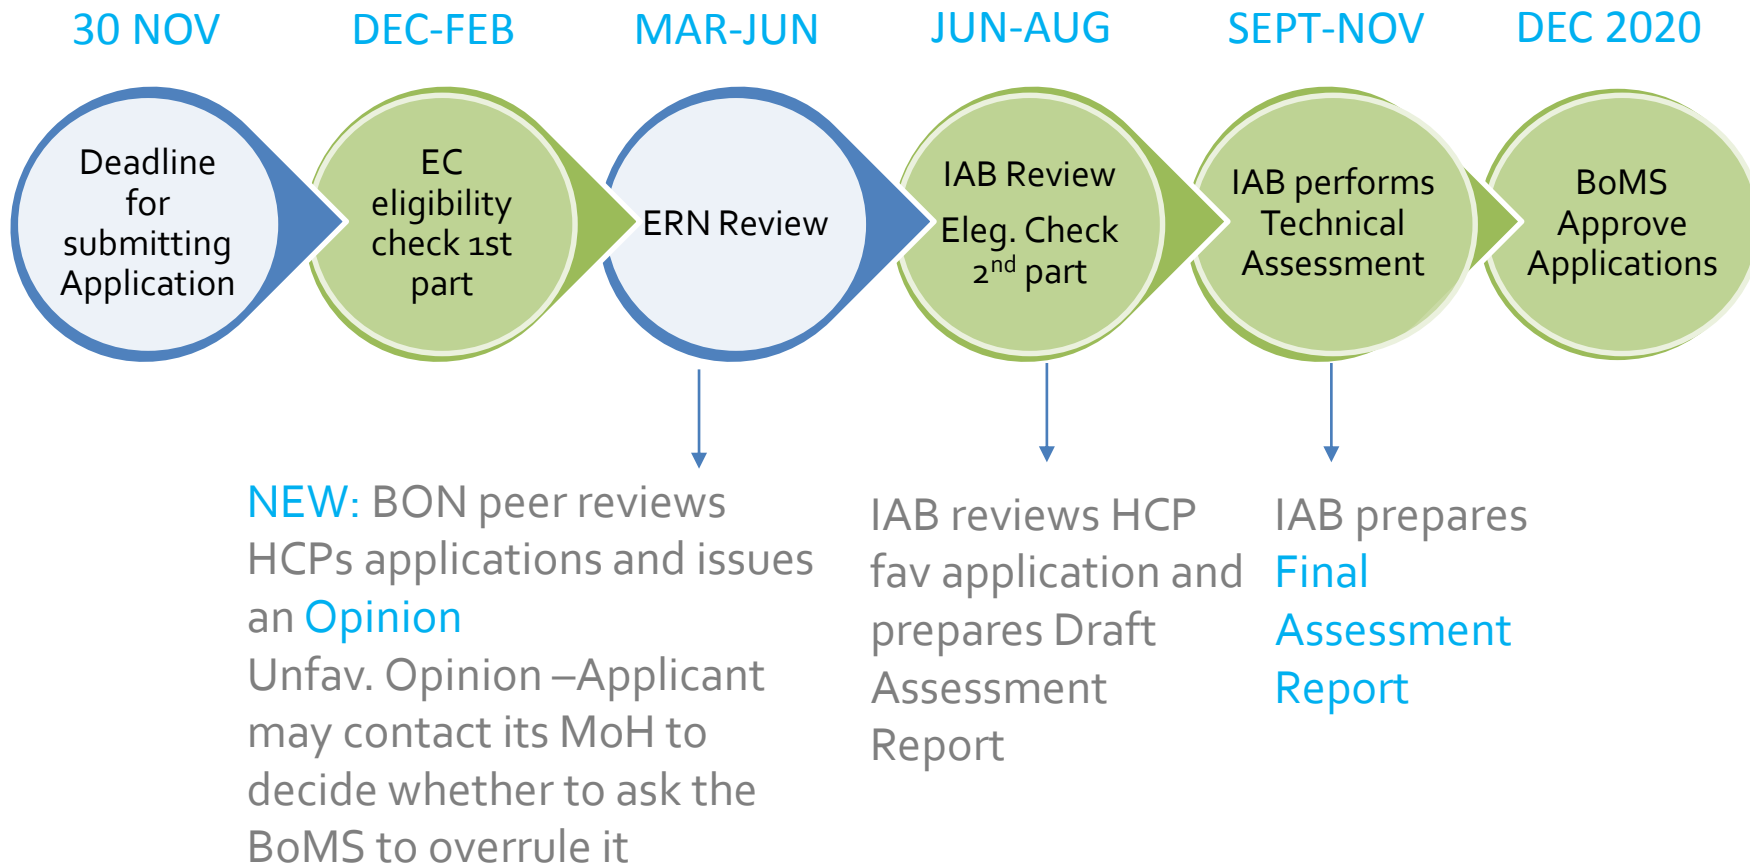 30 NOV
DEC-FEB
MAR-JUN
JUN-AUG
SEPT-NOV
DEC 2020
Deadline
for
submitting
Application
EC
eligibility
check 1st
part
ERN Review
IAB Review
Eleg. Check
2nd part
IAB performs
Technical
Assessment
BoMS
Approve
Applications
NEW: BON peer reviews
HCPs applications and issues
an Opinion
Unfav. Opinion –Applicant
may contact its MoH to
decide whether to ask the
BoMS to overrule it
IAB reviews HCP
fav application and
prepares Draft
Assessment
Report
IAB prepares
Final
Assessment
Report